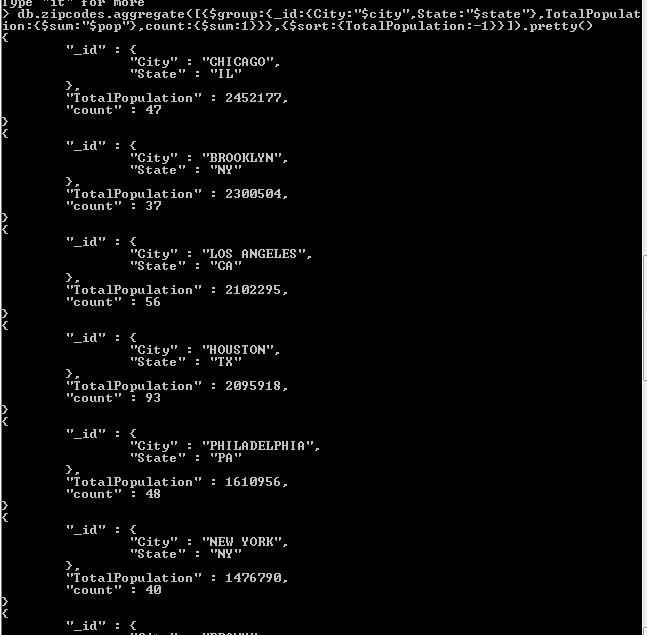 Type "it" for more
> db.zipcodes.aggregate([{$group:{_id:{City:"$city",State:"$state"},TotalPopulat
ion:{$sum:"$pop"},count:{$sum:1}}},{$sort:{TotalPopulation:-1}}]).pretty()
{
"_id" : {
"City" : "CHICAGO",
"State" : "IL"
},
"TotalPopulation" : 2452177,
"count" : 47
}
{
"_id" : {
"City" : "BROOKLYN",
"State" : "NY"
},
"TotalPopulation" : 2300504,
"count" : 37
}
{
"_id" : {
"City" : "LOS ANGELES",
"State" : "CA"
},
"TotalPopulation" : 2102295,
"count" : 56
}
{
"_id" : {
"City" : "HOUSTON",
"State" : "TX"
},
"TotalPopulation" : 2095918,
"count" : 93
}
{
"_id" : {
"City" : "PHILADELPHIA",
"State" : "PA"
},
"TotalPopulation" : 1610956,
"count" : 48
}
{
"_id" : {
"City" : "NEW YORK",
"State" : "NY"
},
"TotalPopulation" : 1476790,
"count" : 40
}
{
"_id" : {